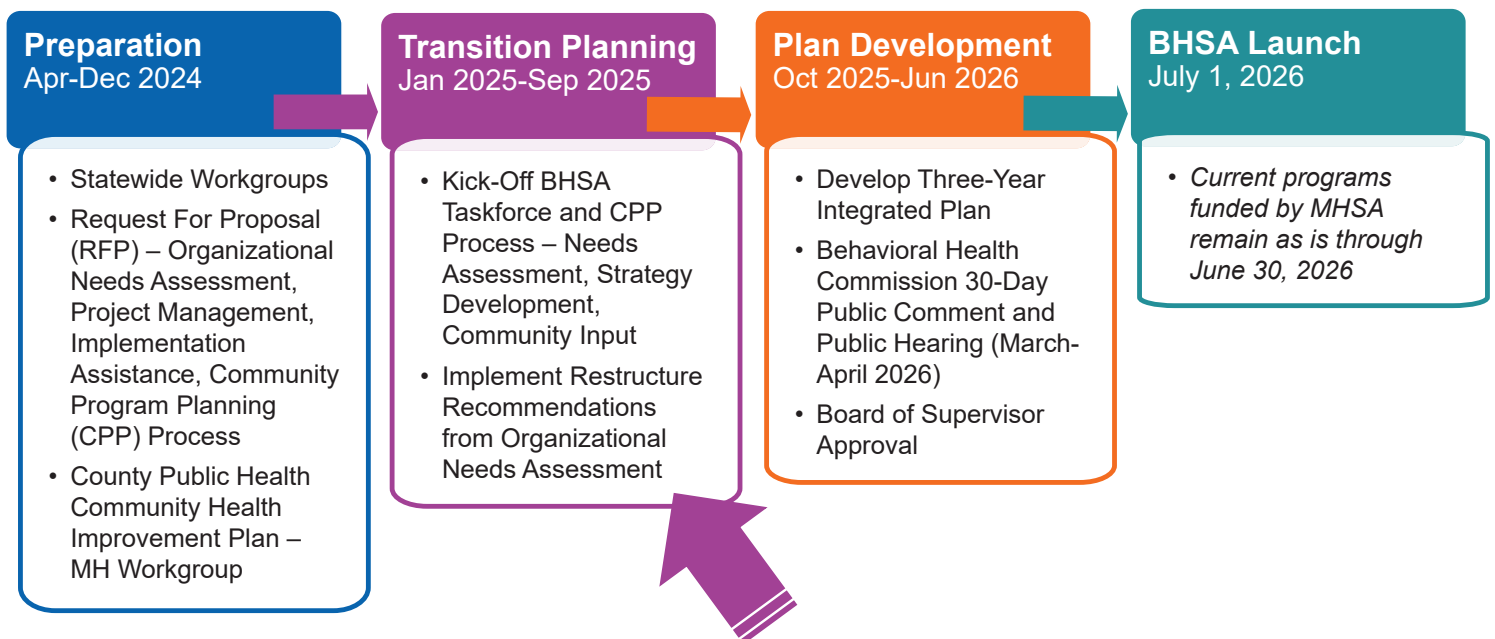 Preparation
Apr-Dec 2024
• Statewide Workgroups
• Request For Proposal
(RFP) – Organizational
Needs Assessment,
Project Management,
Implementation
Assistance, Community
Program Planning
(CPP) Process
• County Public Health
Community Health
Improvement Plan –
MH Workgroup
Transition Planning
Jan 2025-Sep 2025
• Kick-Off BHSA
Taskforce and CPP
Process – Needs
Assessment, Strategy
Development,
Community Input
• Implement Restructure
Recommendations
from Organizational
Needs Assessment
Plan Development
Oct 2025-Jun 2026
• Develop Three-Year
Integrated Plan
• Behavioral Health
Commission 30-Day
Public Comment and
Public Hearing (March-
April 2026)
• Board of Supervisor
Approval
BHSA Launch
July 1, 2026
• Current programs
funded by MHSA
remain as is through
June 30, 2026